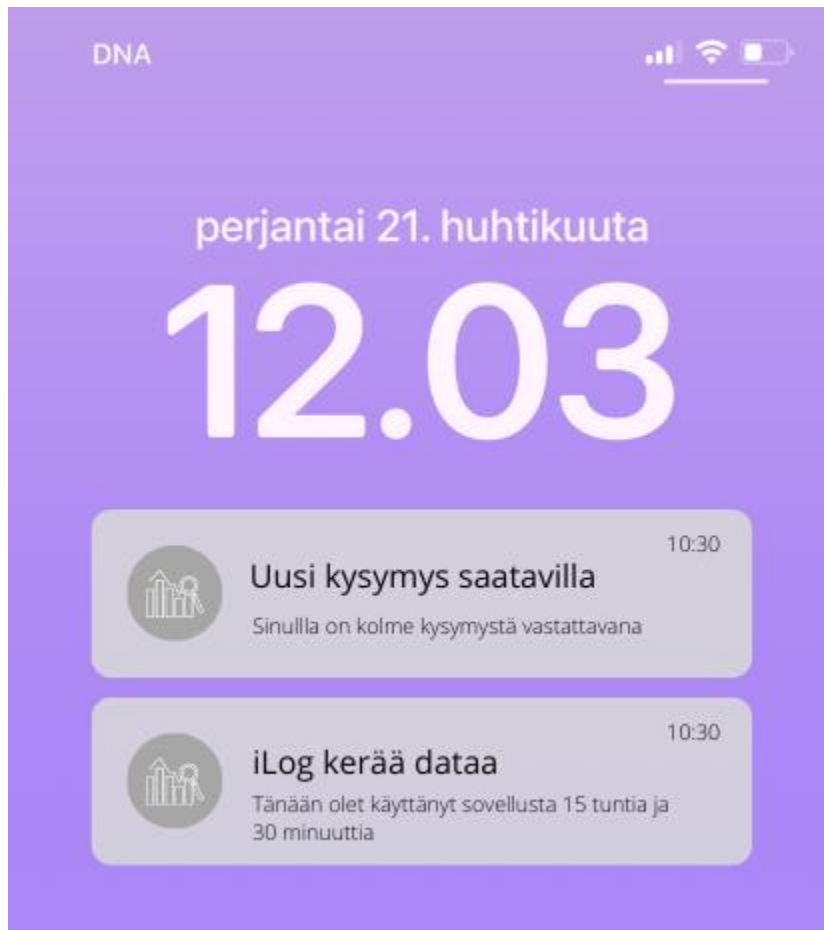 DNA
perjantai 21. huhtikuuta
12.03
10:30
Uusi kysymys saatavilla
Sinullla on kolme kysymystä vastattavana
10:30
iLog kerää dataa
Tänään olet käyttänyt sovellusta 15 tuntia ja
30 minuuttia